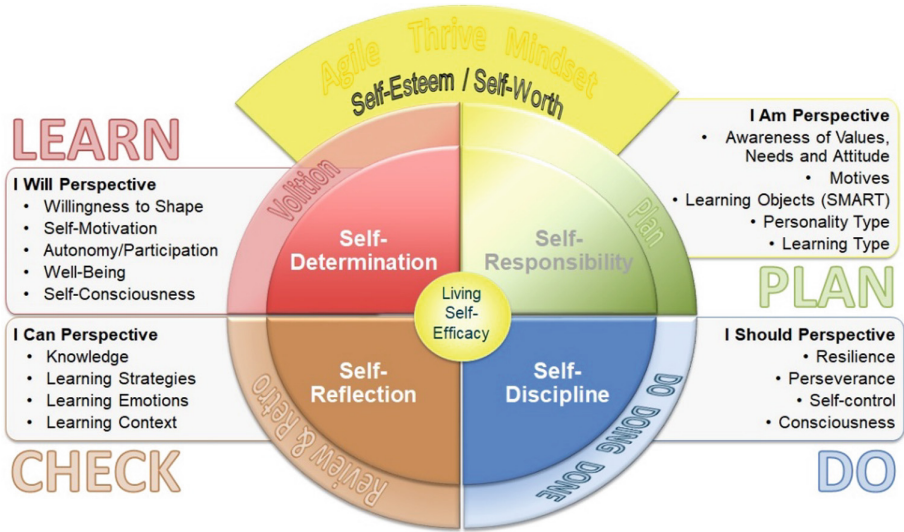 Agile Thrive Mindset
Self-Esteem / Self-Worth
LEARN
I Will Perspective
• Willingness to Shape
• Self-Motivation
• Autonomy/Participation
• Well-Being
• Self-Consciousness
Volition
Self-
Determination
Plan
Self-
Responsibility
I Am Perspective
• Awareness of Values,
Needs and Attitude
• Motives
• Learning Objects (SMART)
• Personality Type
• Learning Type
PLAN
Living
Self-
Efficacy
I Can Perspective
• Knowledge
• Learning Strategies
• Learning Emotions
• Learning Context
CHECK
Review & Retro
Self-
Reflection
Self-
Discipline
DO DOING DONE
I Should Perspective
• Resilience
• Perseverance
• Self-control
• Consciousness
DO